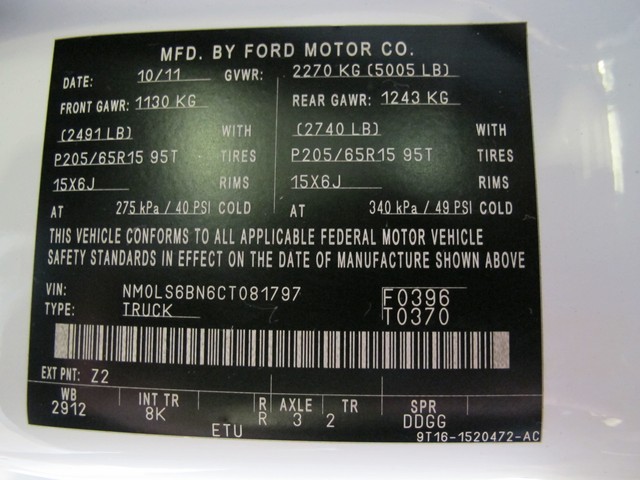 MFD. BY FORD MOTOR CO.
DATE: 10/11 GVWR: 2270 KG (5005 LB)
FRONT GAWR: 1130 KG REAR GAWR: 1243 KG
(2491 LB) WITH (2740 LB) WITH
P205/65R15 95T TIRES P205/65R15 95T TIRES
15X6J RIMS 15X6J RIMS
AT 275 kPa / 40 PSI COLD AT 340 kPa / 49 PSI COLD
THIS VEHICLE CONFORMS TO ALL APPLICABLE FEDERAL MOTOR VEHICLE
SAFETY STANDARDS IN EFFECT ON THE DATE OF MANUFACTURE SHOWN ABOVE
VIN: NM0LS6BN6CT081797 F0396
TYPE: TRUCK T0370
EXT PNT: Z2
WB INT TR R AXLE TR SPR
2912 8K R 3 2 DDGG
ETU 9T16-1520472-AC